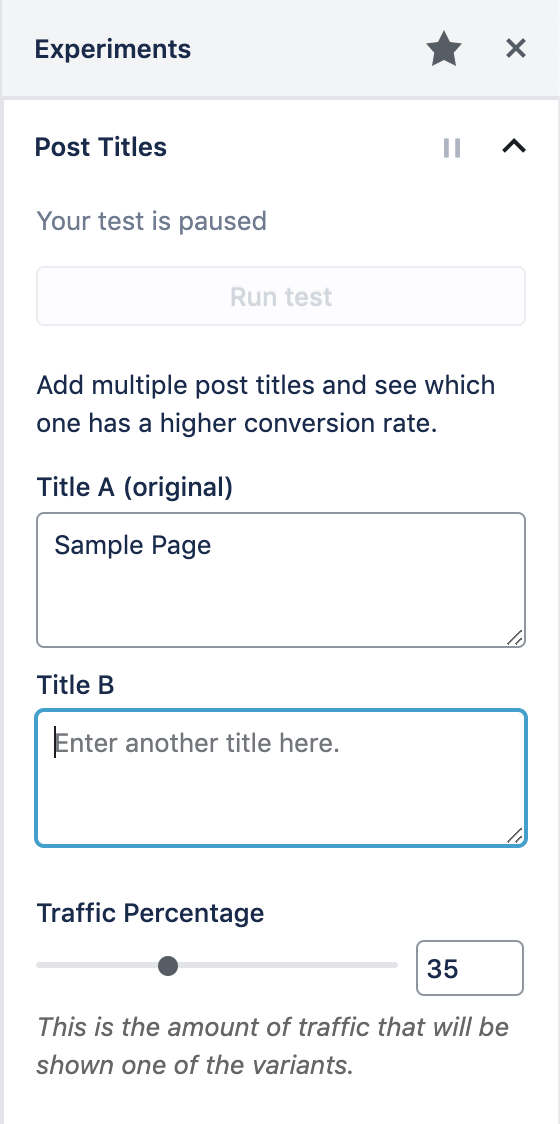 Experiments
Post Titles
Your test is paused
Run test
Add multiple post titles and see which
one has a higher conversion rate.
Title A (original)
Sample Page
Title B
Enter another title here.
Traffic Percentage
35
This is the amount of traffic that will be
shown one of the variants.